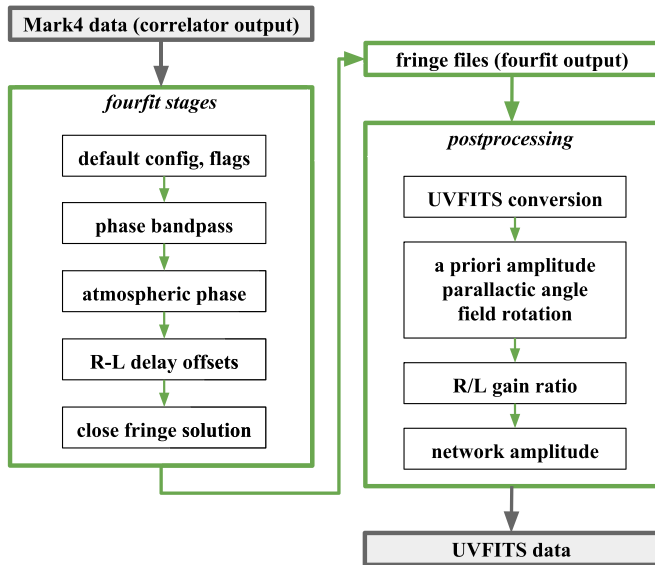 Mark4 data (correlator output)
fourfit stages
default config, flags
phase bandpass
atmospheric phase
R-L delay offsets
close fringe solution
fringe files (fourfit output)
postprocessing
UVFITS conversion
a priori amplitude
parallactic angle
field rotation
R/L gain ratio
network amplitude
UVFITS data